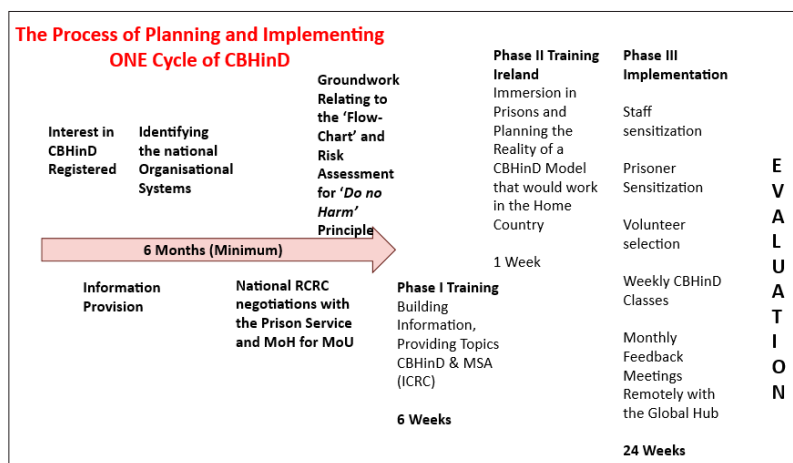 The Process of Planning and Implementing
ONE Cycle of CBHinD
Interest in
CBHinD
Registered
Identifying
the national
Organisational
Systems
Groundwork
Relating to
the ‘Flow-
Chart’ and
Risk
Assessment
for ‘Do no
Harm’
Principle
6 Months (Minimum)
Information
Provision
National RCRC
negotiations with
the Prison Service
and MoH for MoU
Phase I Training
Building
Information,
Providing Topics
CBHinD & MSA
(ICRC)
6 Weeks
Phase II Training
Ireland
Immersion in
Prisons and
Planning the
Reality of a
CBHinD Model
that would work
in the Home
Country
1 Week
Phase III
Implementation
Staff
sensitization
Prisoner
Sensitization
Volunteer
selection
Weekly CBHinD
Classes
Monthly
Feedback
Meetings
Remotely with
the Global Hub
24 Weeks
EVALUATION